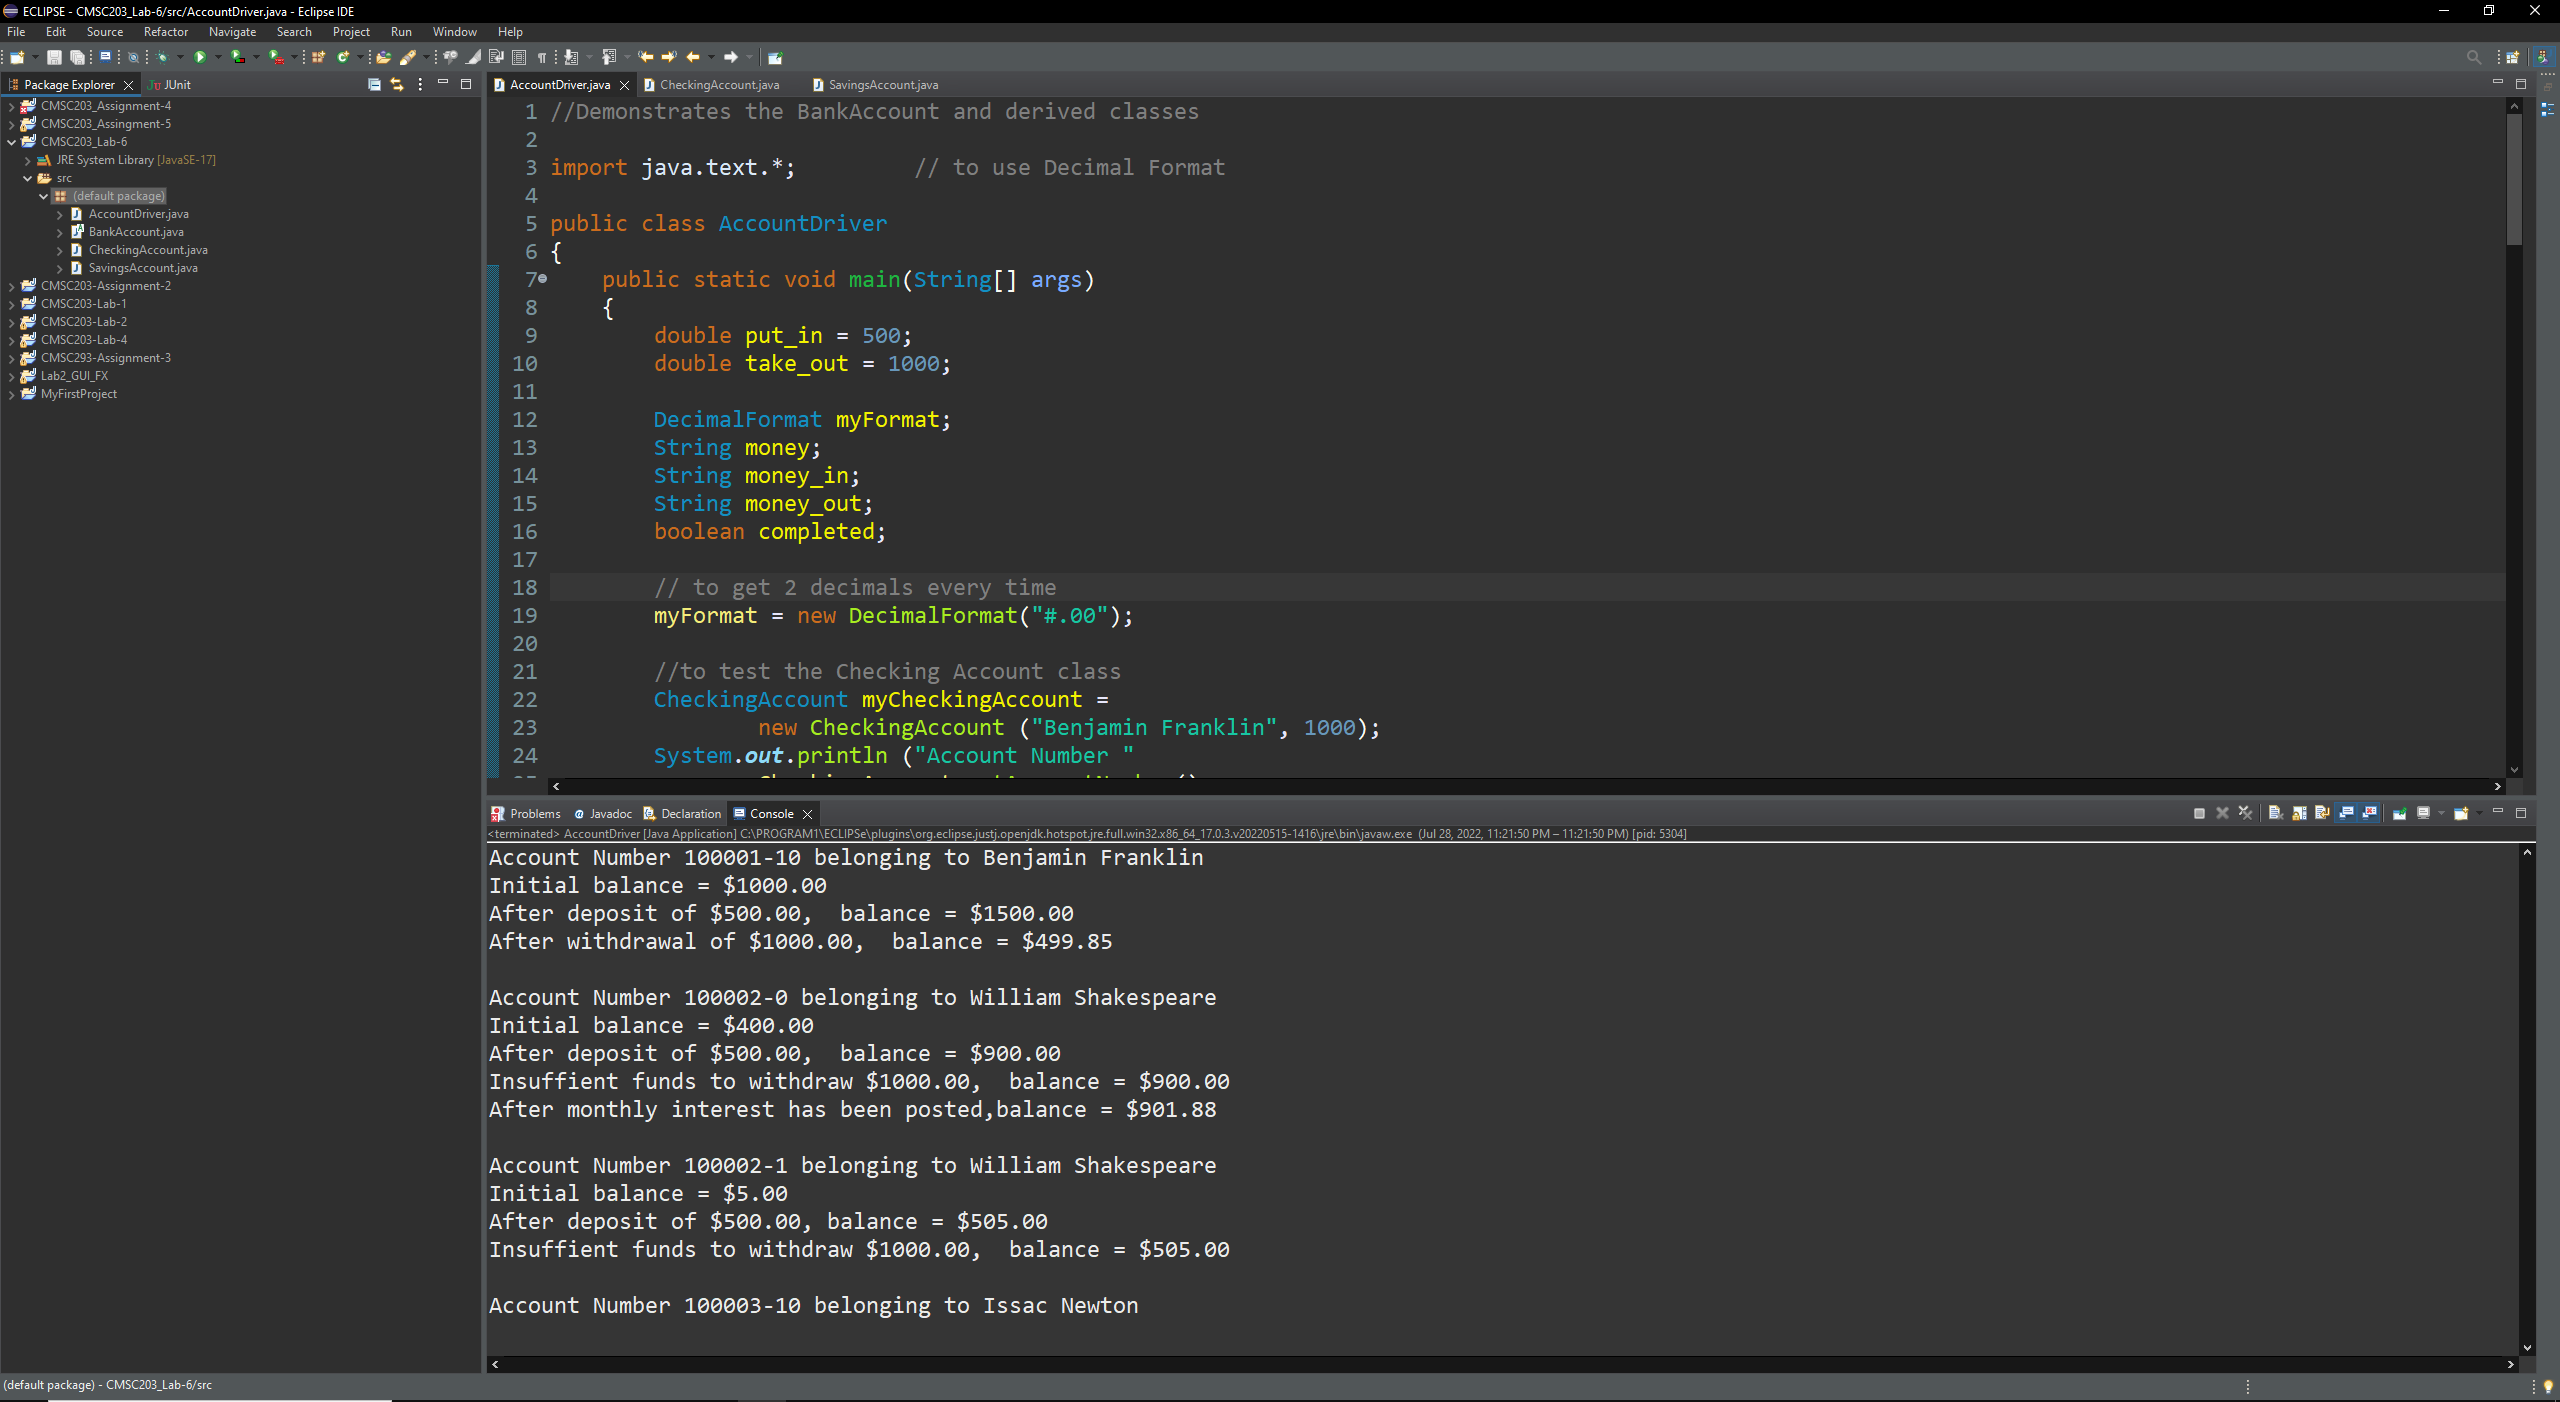 ECLIPSE - CMSC203_Lab-6/src/AccountDriver.java - Eclipse IDE
File Edit Source Refactor Navigate Search Project Run Window Help
Package Explorer JUnit
CMSC203_Assignment-4
CMSC203_Assingment-5
CMSC203_Lab-6
JRE System Library [JavaSE-17]
src
(default package)
AccountDriver.java
BankAccount.java
CheckingAccount.java
SavingsAccount.java
CMSC203-Assignment-2
CMSC203-Lab-1
CMSC203-Lab-2
CMSC203-Lab-4
CMSC293-Assignment-3
Lab2_GUI_FX
MyFirstProject
AccountDriver.java CheckingAccount.java SavingsAccount.java
1 //Demonstrates the BankAccount and derived classes
2
3 import java.text.*; // to use Decimal Format
4
5 public class AccountDriver
6 {
7 public static void main(String[] args)
8 {
9 double put_in = 500;
10 double take_out = 1000;
11
12 DecimalFormat myFormat;
13 String money;
14 String money_in;
15 String money_out;
16 boolean completed;
17
18 // to get 2 decimals every time
19 myFormat = new DecimalFormat("#.00");
20
21 //to test the Checking Account class
22 CheckingAccount myCheckingAccount =
23 new CheckingAccount ("Benjamin Franklin", 1000);
24 System.out.println ("Account Number "
Problems Javadoc Declaration Console
<terminated> AccountDriver [Java Application] C:\PROGRAM1\ECLIPSe\plugins\org.eclipse.justj.openjdk.hotspot.jre.full.win32.x86_64_17.0.3.v20220515-1416\jre\bin\javaw.exe (Jul 28, 2022, 11:21:50 PM – 11:21:50 PM) [pid: 5304]
Account Number 100001-10 belonging to Benjamin Franklin
Initial balance = $1000.00
After deposit of $500.00,  balance = $1500.00
After withdrawal of $1000.00,  balance = $499.85
Account Number 100002-0 belonging to William Shakespeare
Initial balance = $400.00
After deposit of $500.00,  balance = $900.00
Insuffient funds to withdraw $1000.00,  balance = $900.00
After monthly interest has been posted,balance = $901.88
Account Number 100002-1 belonging to William Shakespeare
Initial balance = $5.00
After deposit of $500.00, balance = $505.00
Insuffient funds to withdraw $1000.00,  balance = $505.00
Account Number 100003-10 belonging to Issac Newton
(default package) - CMSC203_Lab-6/src